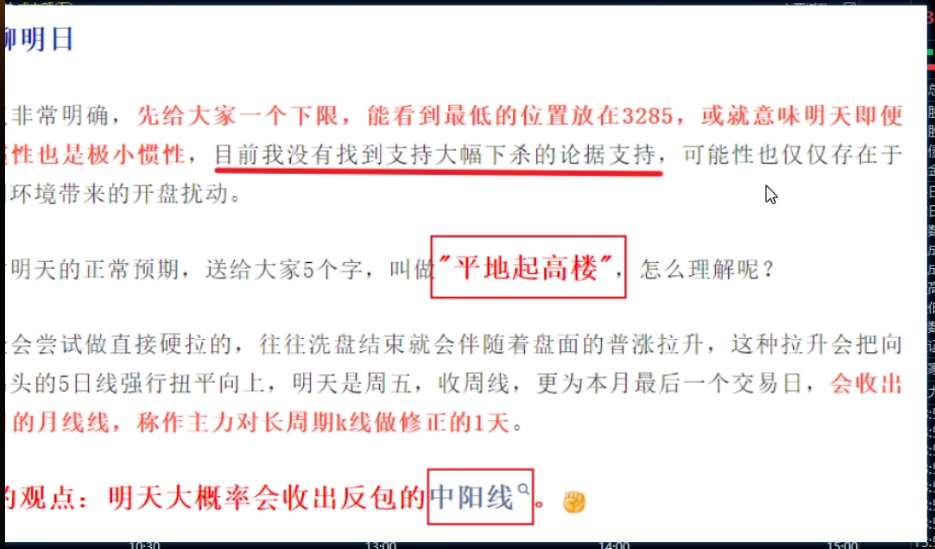 聊明日
非常明确，先给大家一个下限，能看到最低的位置放在3285，或就意味明天即便
惯性也是极小惯性，目前我没有找到支持大幅下杀的论据支持，可能性也仅仅存在于
环境带来的开盘扰动。
明天的正常预期，送给大家5个字，叫做"平地起高楼"，怎么理解呢？
会尝试做直接硬拉的，往往洗盘结束就会伴随着盘面的普涨拉升，这种拉升会把向
头的5日线强行扭平向上，明天是周五，收周线，更为本月最后一个交易日，会收出
的月线线，称作主力对长周期k线做修正的1天。
的观点：明天大概率会收出反包的中阳线。
10:30 13:00 14:00 15:00